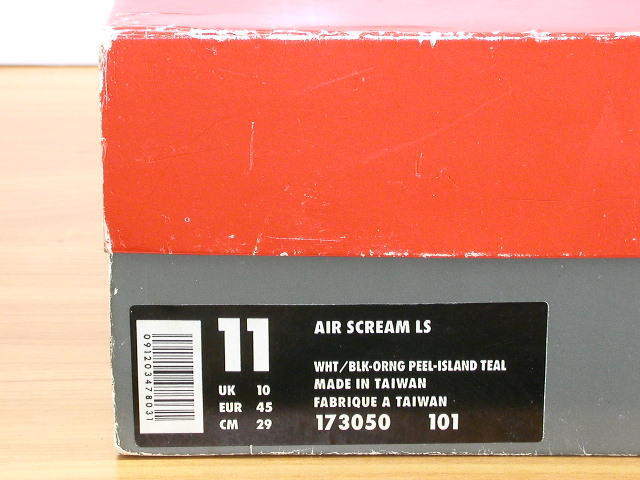 11
UK 10
EUR 45
CM 29
AIR SCREAM LS
WHT/BLK-ORNG PEEL-ISLAND TEAL
MADE IN TAIWAN
FABRIQUE A TAIWAN
173050 101
091203478031